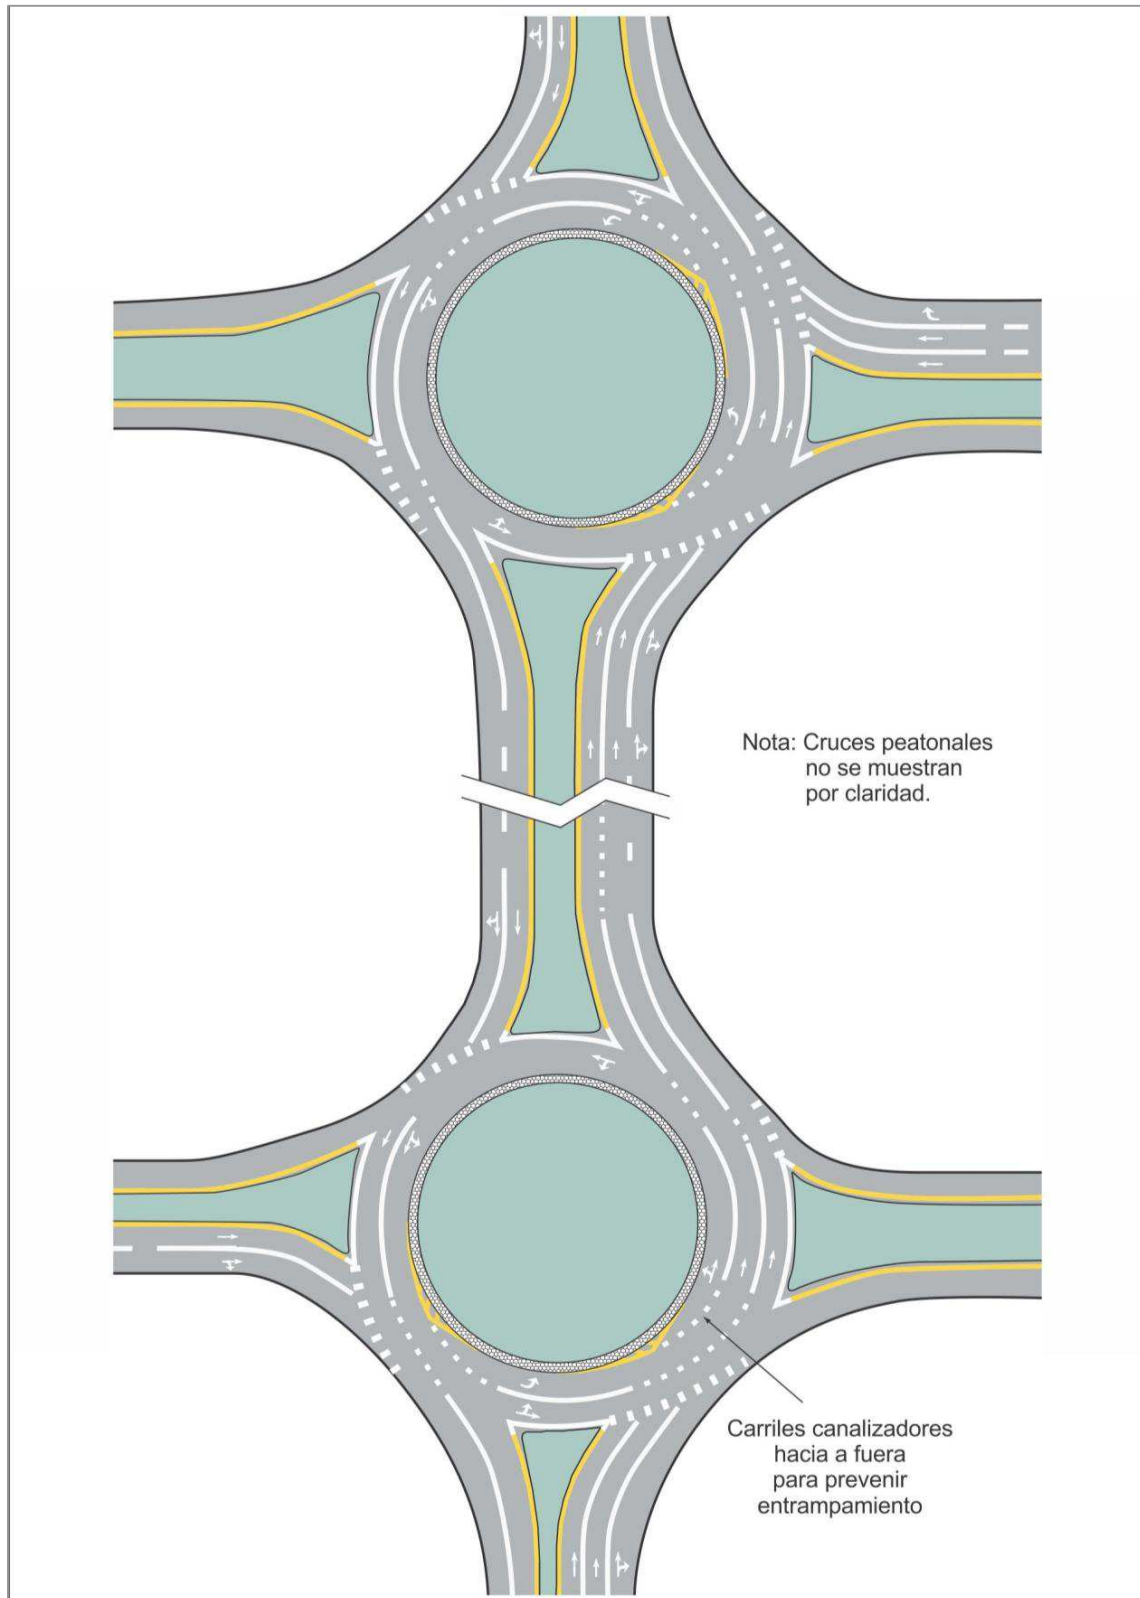 Nota: Cruces peatonales
no se muestran
por claridad.
Carriles canalizadores
hacia a fuera
para prevenir
entrampamiento